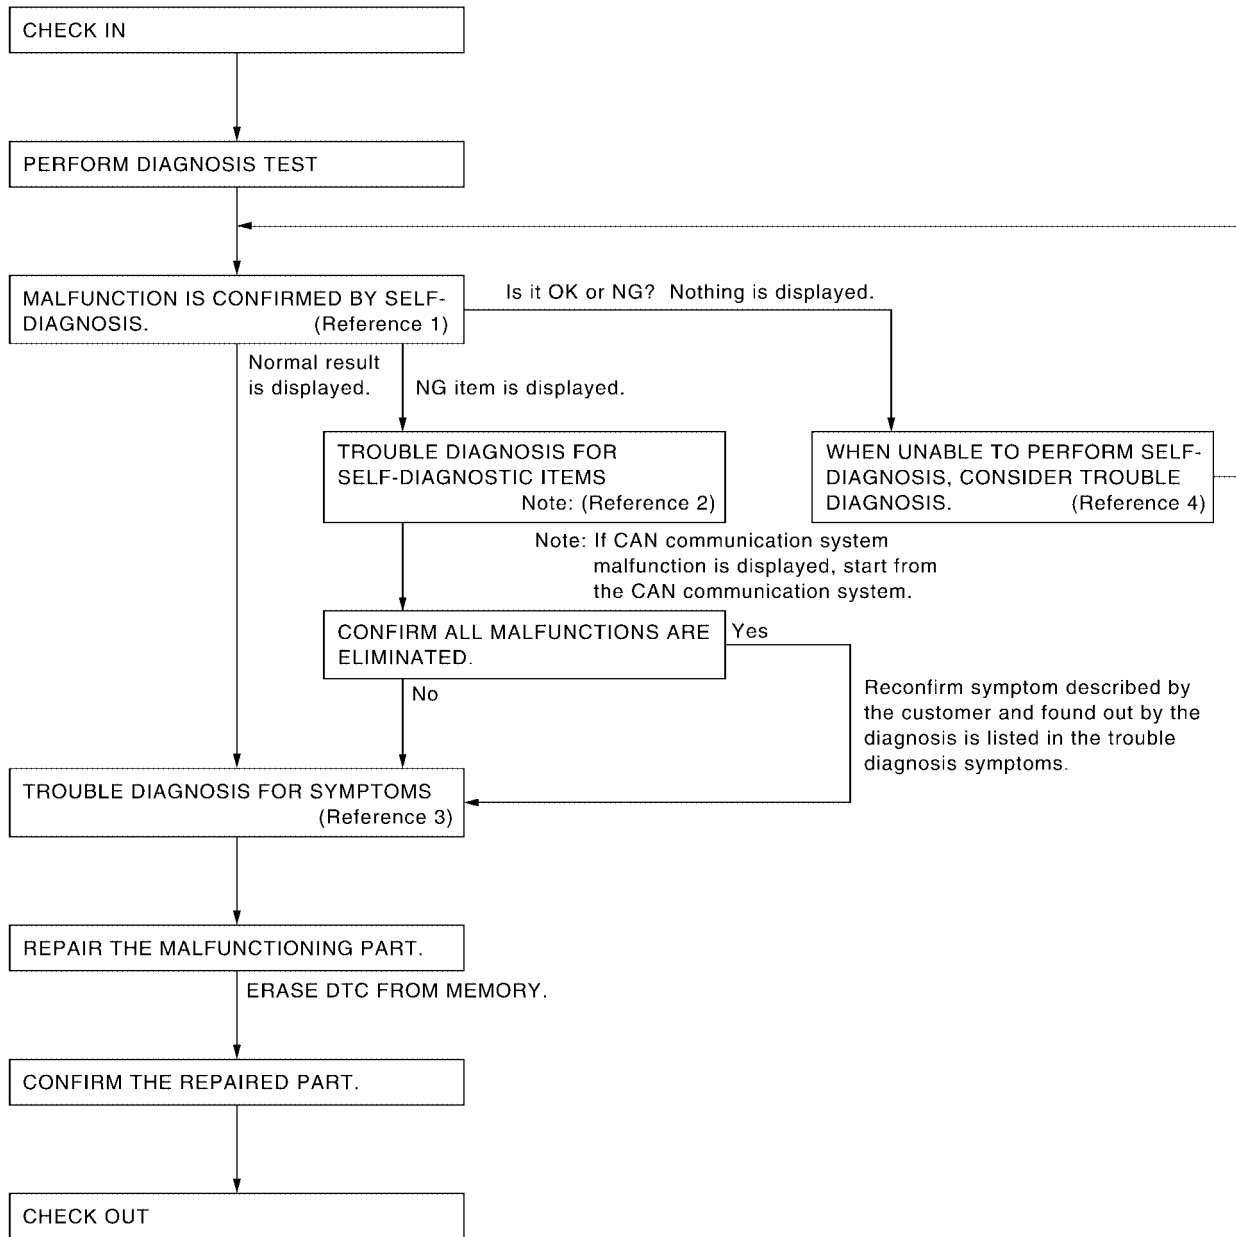 CHECK IN
PERFORM DIAGNOSIS TEST
MALFUNCTION IS CONFIRMED BY SELF-
DIAGNOSIS. (Reference 1)
Is it OK or NG? Nothing is displayed.
Normal result
is displayed.
NG item is displayed.
TROUBLE DIAGNOSIS FOR
SELF-DIAGNOSTIC ITEMS
Note: (Reference 2)
WHEN UNABLE TO PERFORM SELF-
DIAGNOSIS, CONSIDER TROUBLE
DIAGNOSIS. (Reference 4)
Note: If CAN communication system
malfunction is displayed, start from
the CAN communication system.
CONFIRM ALL MALFUNCTIONS ARE
ELIMINATED.
Yes
No
Reconfirm symptom described by
the customer and found out by the
diagnosis is listed in the trouble
diagnosis symptoms.
TROUBLE DIAGNOSIS FOR SYMPTOMS
(Reference 3)
REPAIR THE MALFUNCTIONING PART.
ERASE DTC FROM MEMORY.
CONFIRM THE REPAIRED PART.
CHECK OUT